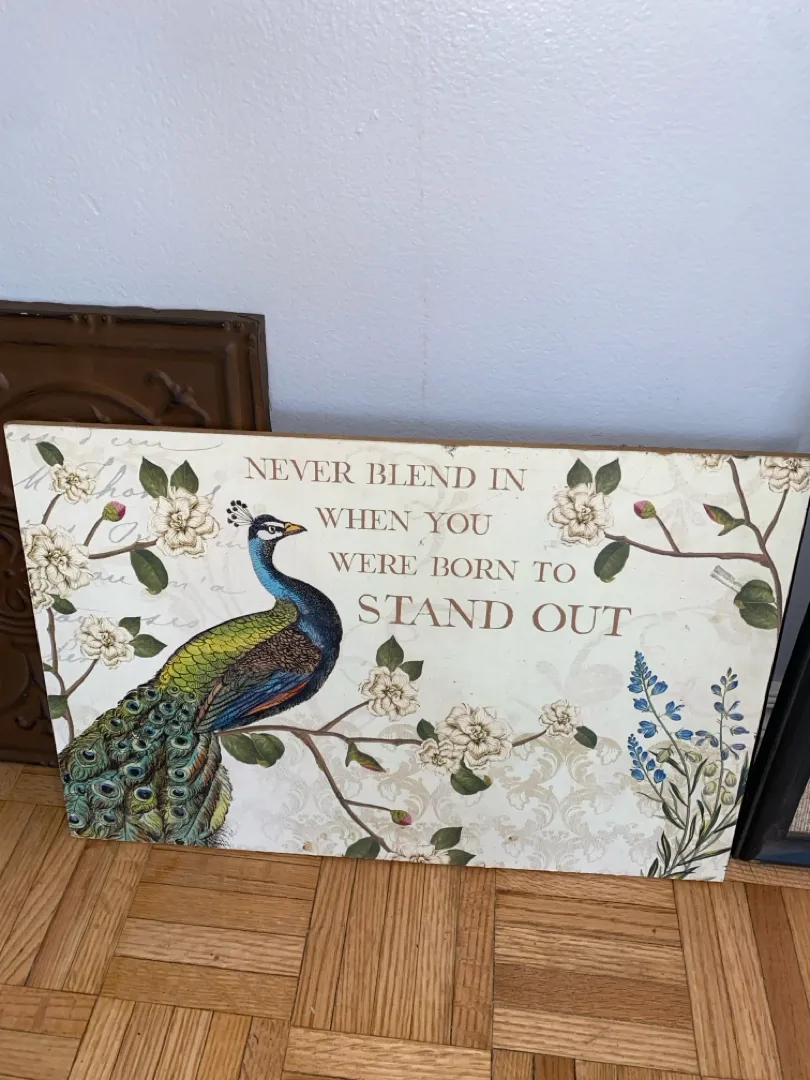 NEVER BLEND IN
WHEN YOU
WERE BORN TO
STAND OUT